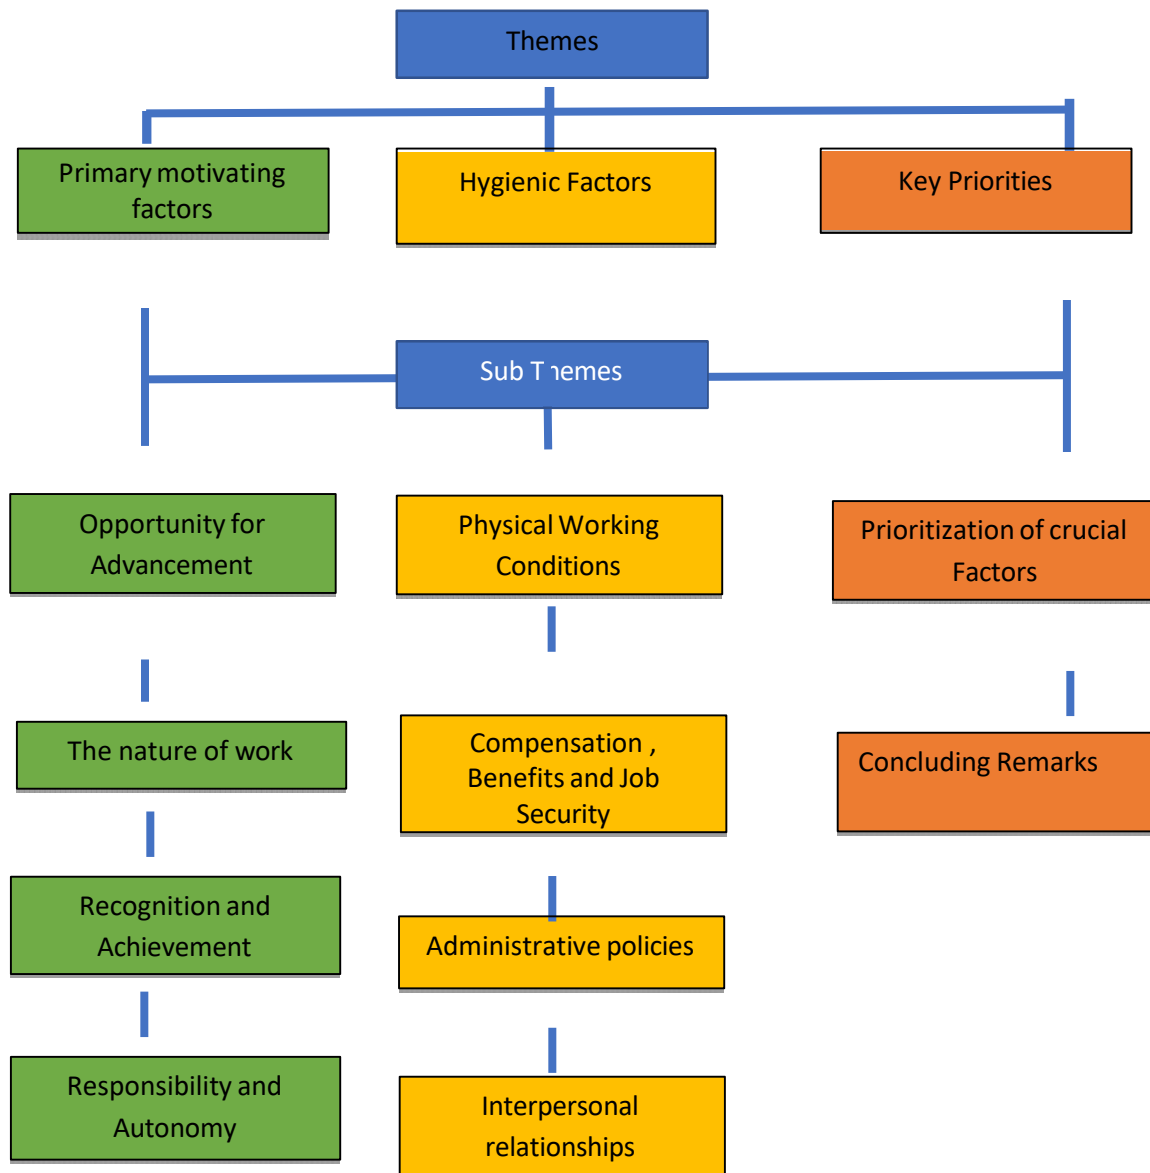 Themes
Primary motivating
factors
Hygienic Factors
Key Priorities
Sub Themes
Opportunity for
Advancement
Physical Working
Conditions
Prioritization of crucial
Factors
The nature of work
Compensation ,
Benefits and Job
Security
Concluding Remarks
Recognition and
Achievement
Administrative policies
Responsibility and
Autonomy
Interpersonal
relationships